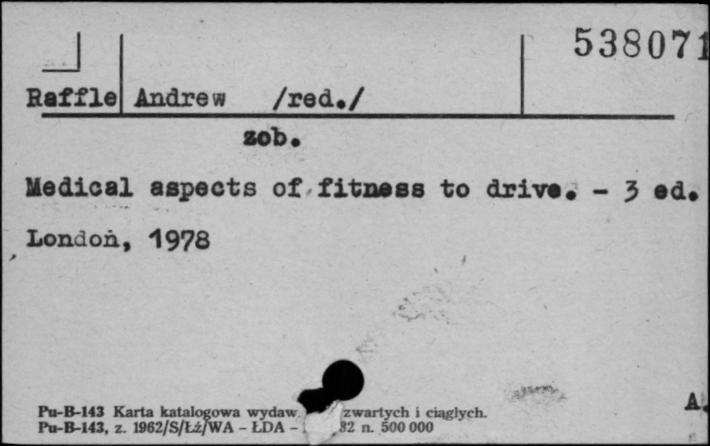 538071
Raffle Andrew /red./
zob.
Medical aspects of fitness to drive. - 3 ed.
London, 1978
A.
Pu-B-143 Karta katalogowa wydaw. zwartych i ciągłych.
Pu-B-143, z. 1962/S/Łż/WA - ŁDA - 82 n. 500 000